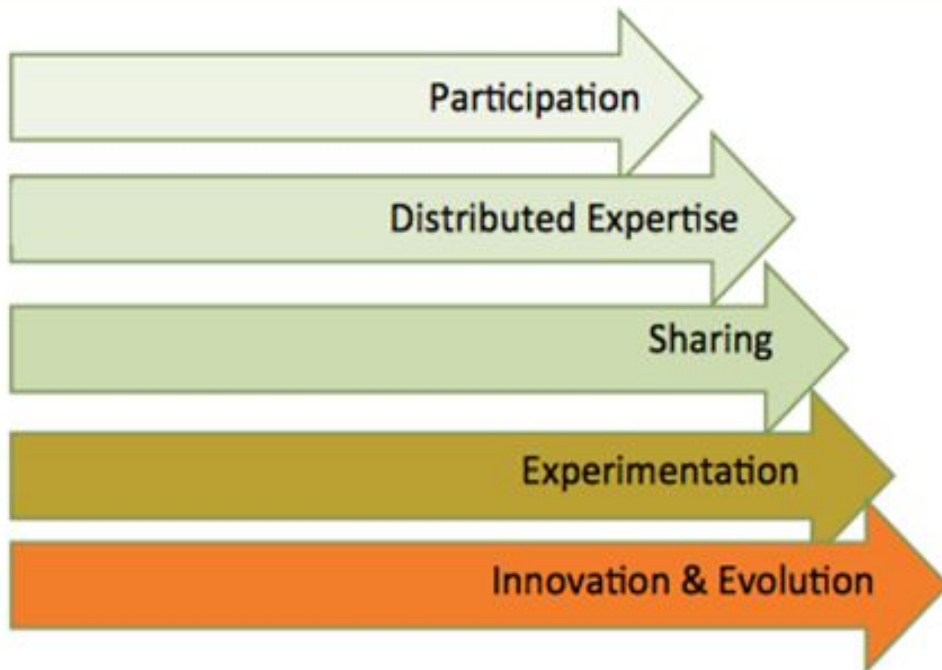 Participation
Distributed Expertise
Sharing
Experimentation
Innovation & Evolution